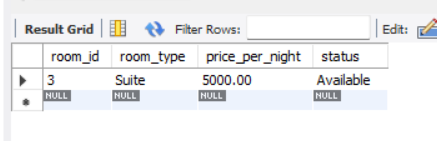 Result Grid Filter Rows: Edit:
room_id room_type price_per_night status
3 Suite 5000.00 Available
NULL NULL NULL NULL